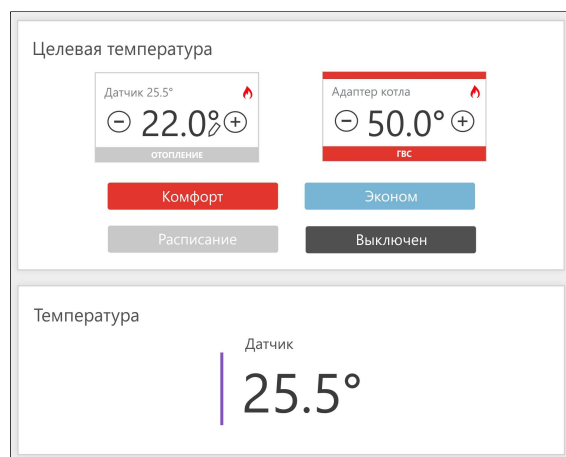 Целевая температура
Датчик 25.5°
22.0°
ОТОПЛЕНИЕ
Адаптер котла
50.0°
ГВС
Комфорт
Эконом
Расписание
Выключен
Температура
Датчик
25.5°